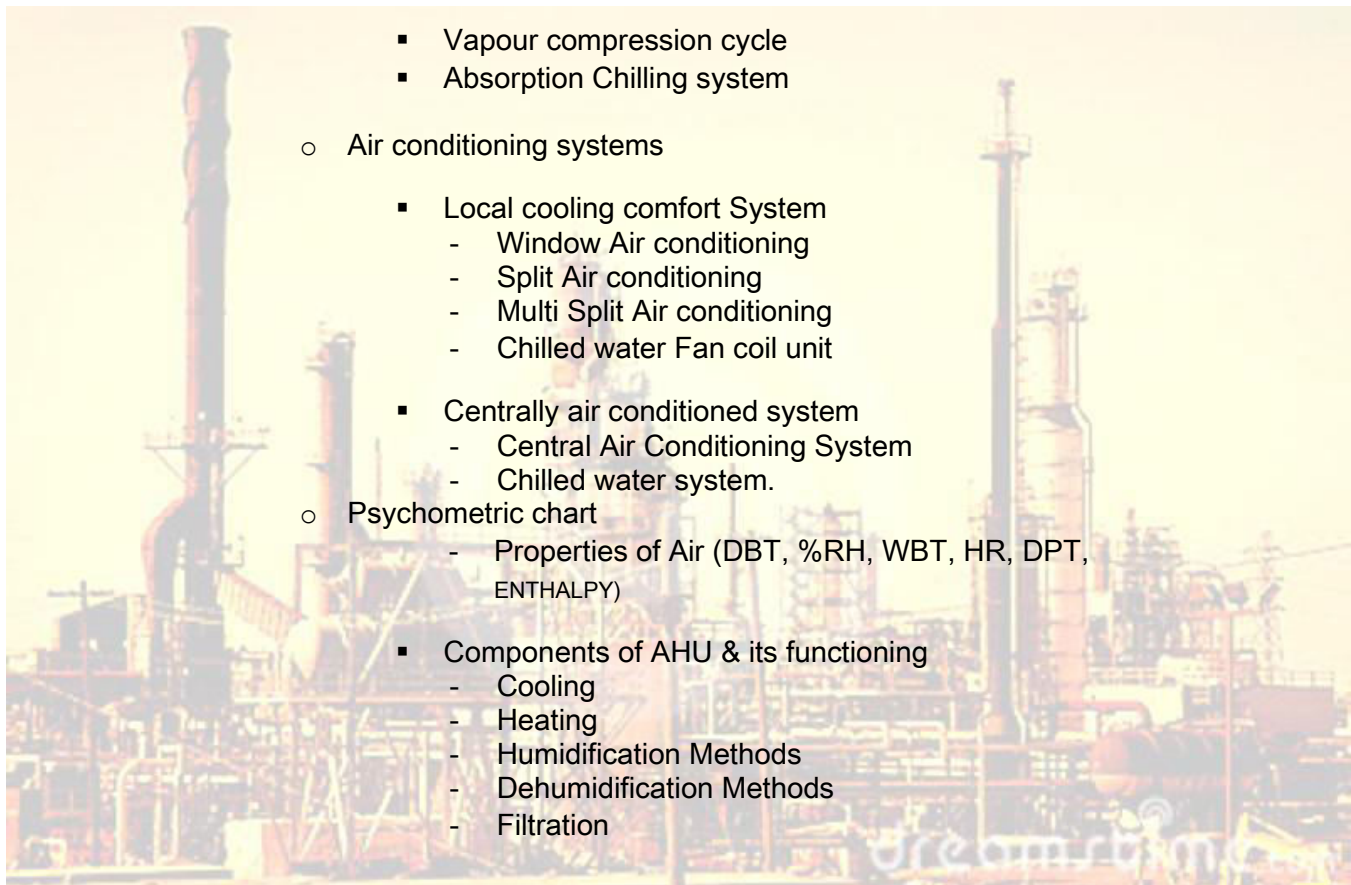 ▪ Vapour compression cycle
▪ Absorption Chilling system
o Air conditioning systems
▪ Local cooling comfort System
- Window Air conditioning
- Split Air conditioning
- Multi Split Air conditioning
- Chilled water Fan coil unit
▪ Centrally air conditioned system
- Central Air Conditioning System
- Chilled water system.
o Psychometric chart
- Properties of Air (DBT, %RH, WBT, HR, DPT,
ENTHALPY)
▪ Components of AHU & its functioning
- Cooling
- Heating
- Humidification Methods
- Dehumidification Methods
- Filtration
dreamstime